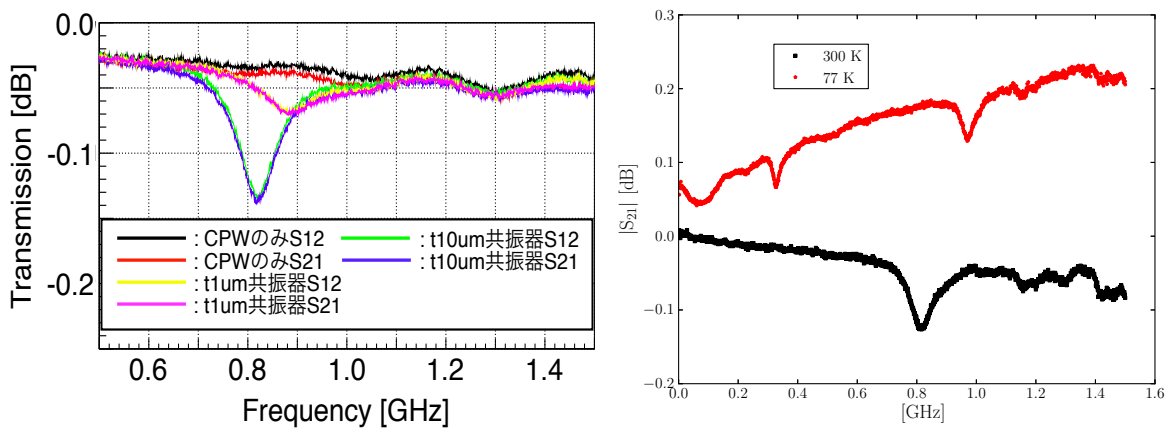 0.0
-0.1
-0.2
Transmission [dB]
: CPWのみS12
: t10um共振器S12
: CPWのみS21
: t10um共振器S21
: t1um共振器S12
: t1um共振器S21
0.6 0.8 1.0 1.2 1.4
Frequency [GHz]
0.3
0.2
0.1
0.0
−0.1
−0.2
|S21| [dB]
300 K
77 K
0.0 0.2 0.4 0.6 0.8 1.0 1.2 1.4 1.6
[GHz]